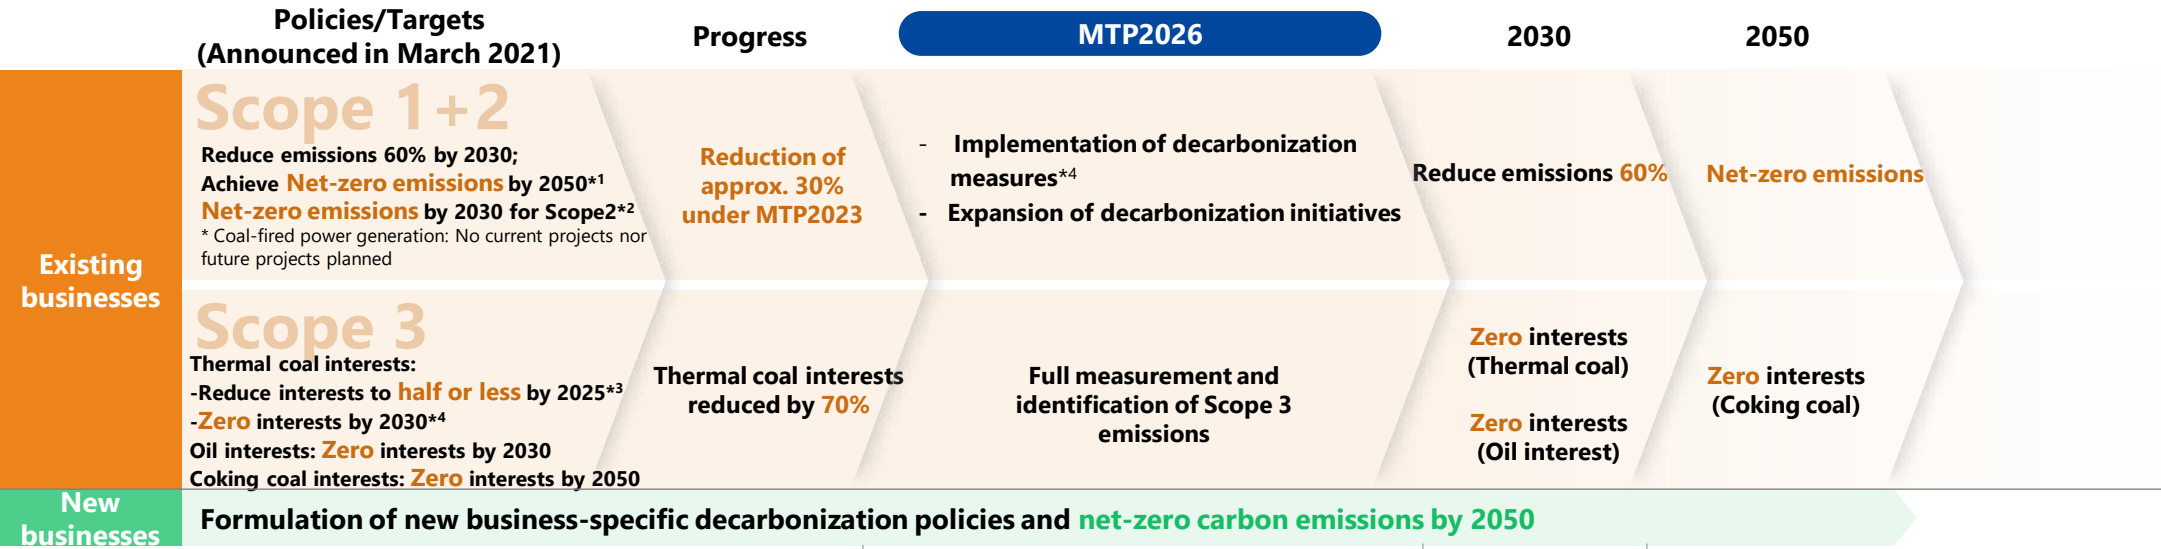 Policies/Targets
(Announced in March 2021)
Progress
MTP2026
2030
2050
Existing
businesses
Scope 1+2
Reduce emissions 60% by 2030;
Achieve Net-zero emissions by 2050*1
Net-zero emissions by 2030 for Scope2*2
* Coal-fired power generation: No current projects nor
future projects planned
Reduction of
approx. 30%
under MTP2023
- Implementation of decarbonization
measures*4
- Expansion of decarbonization initiatives
Reduce emissions 60%
Net-zero emissions
Scope 3
Thermal coal interests:
-Reduce interests to half or less by 2025*3
-Zero interests by 2030*4
Oil interests: Zero interests by 2030
Coking coal interests: Zero interests by 2050
Thermal coal interests
reduced by 70%
Full measurement and
identification of Scope 3
emissions
Zero interests
(Thermal coal)
Zero interests
(Oil interest)
Zero interests
(Coking coal)
New
businesses
Formulation of new business-specific decarbonization policies and net-zero carbon emissions by 2050